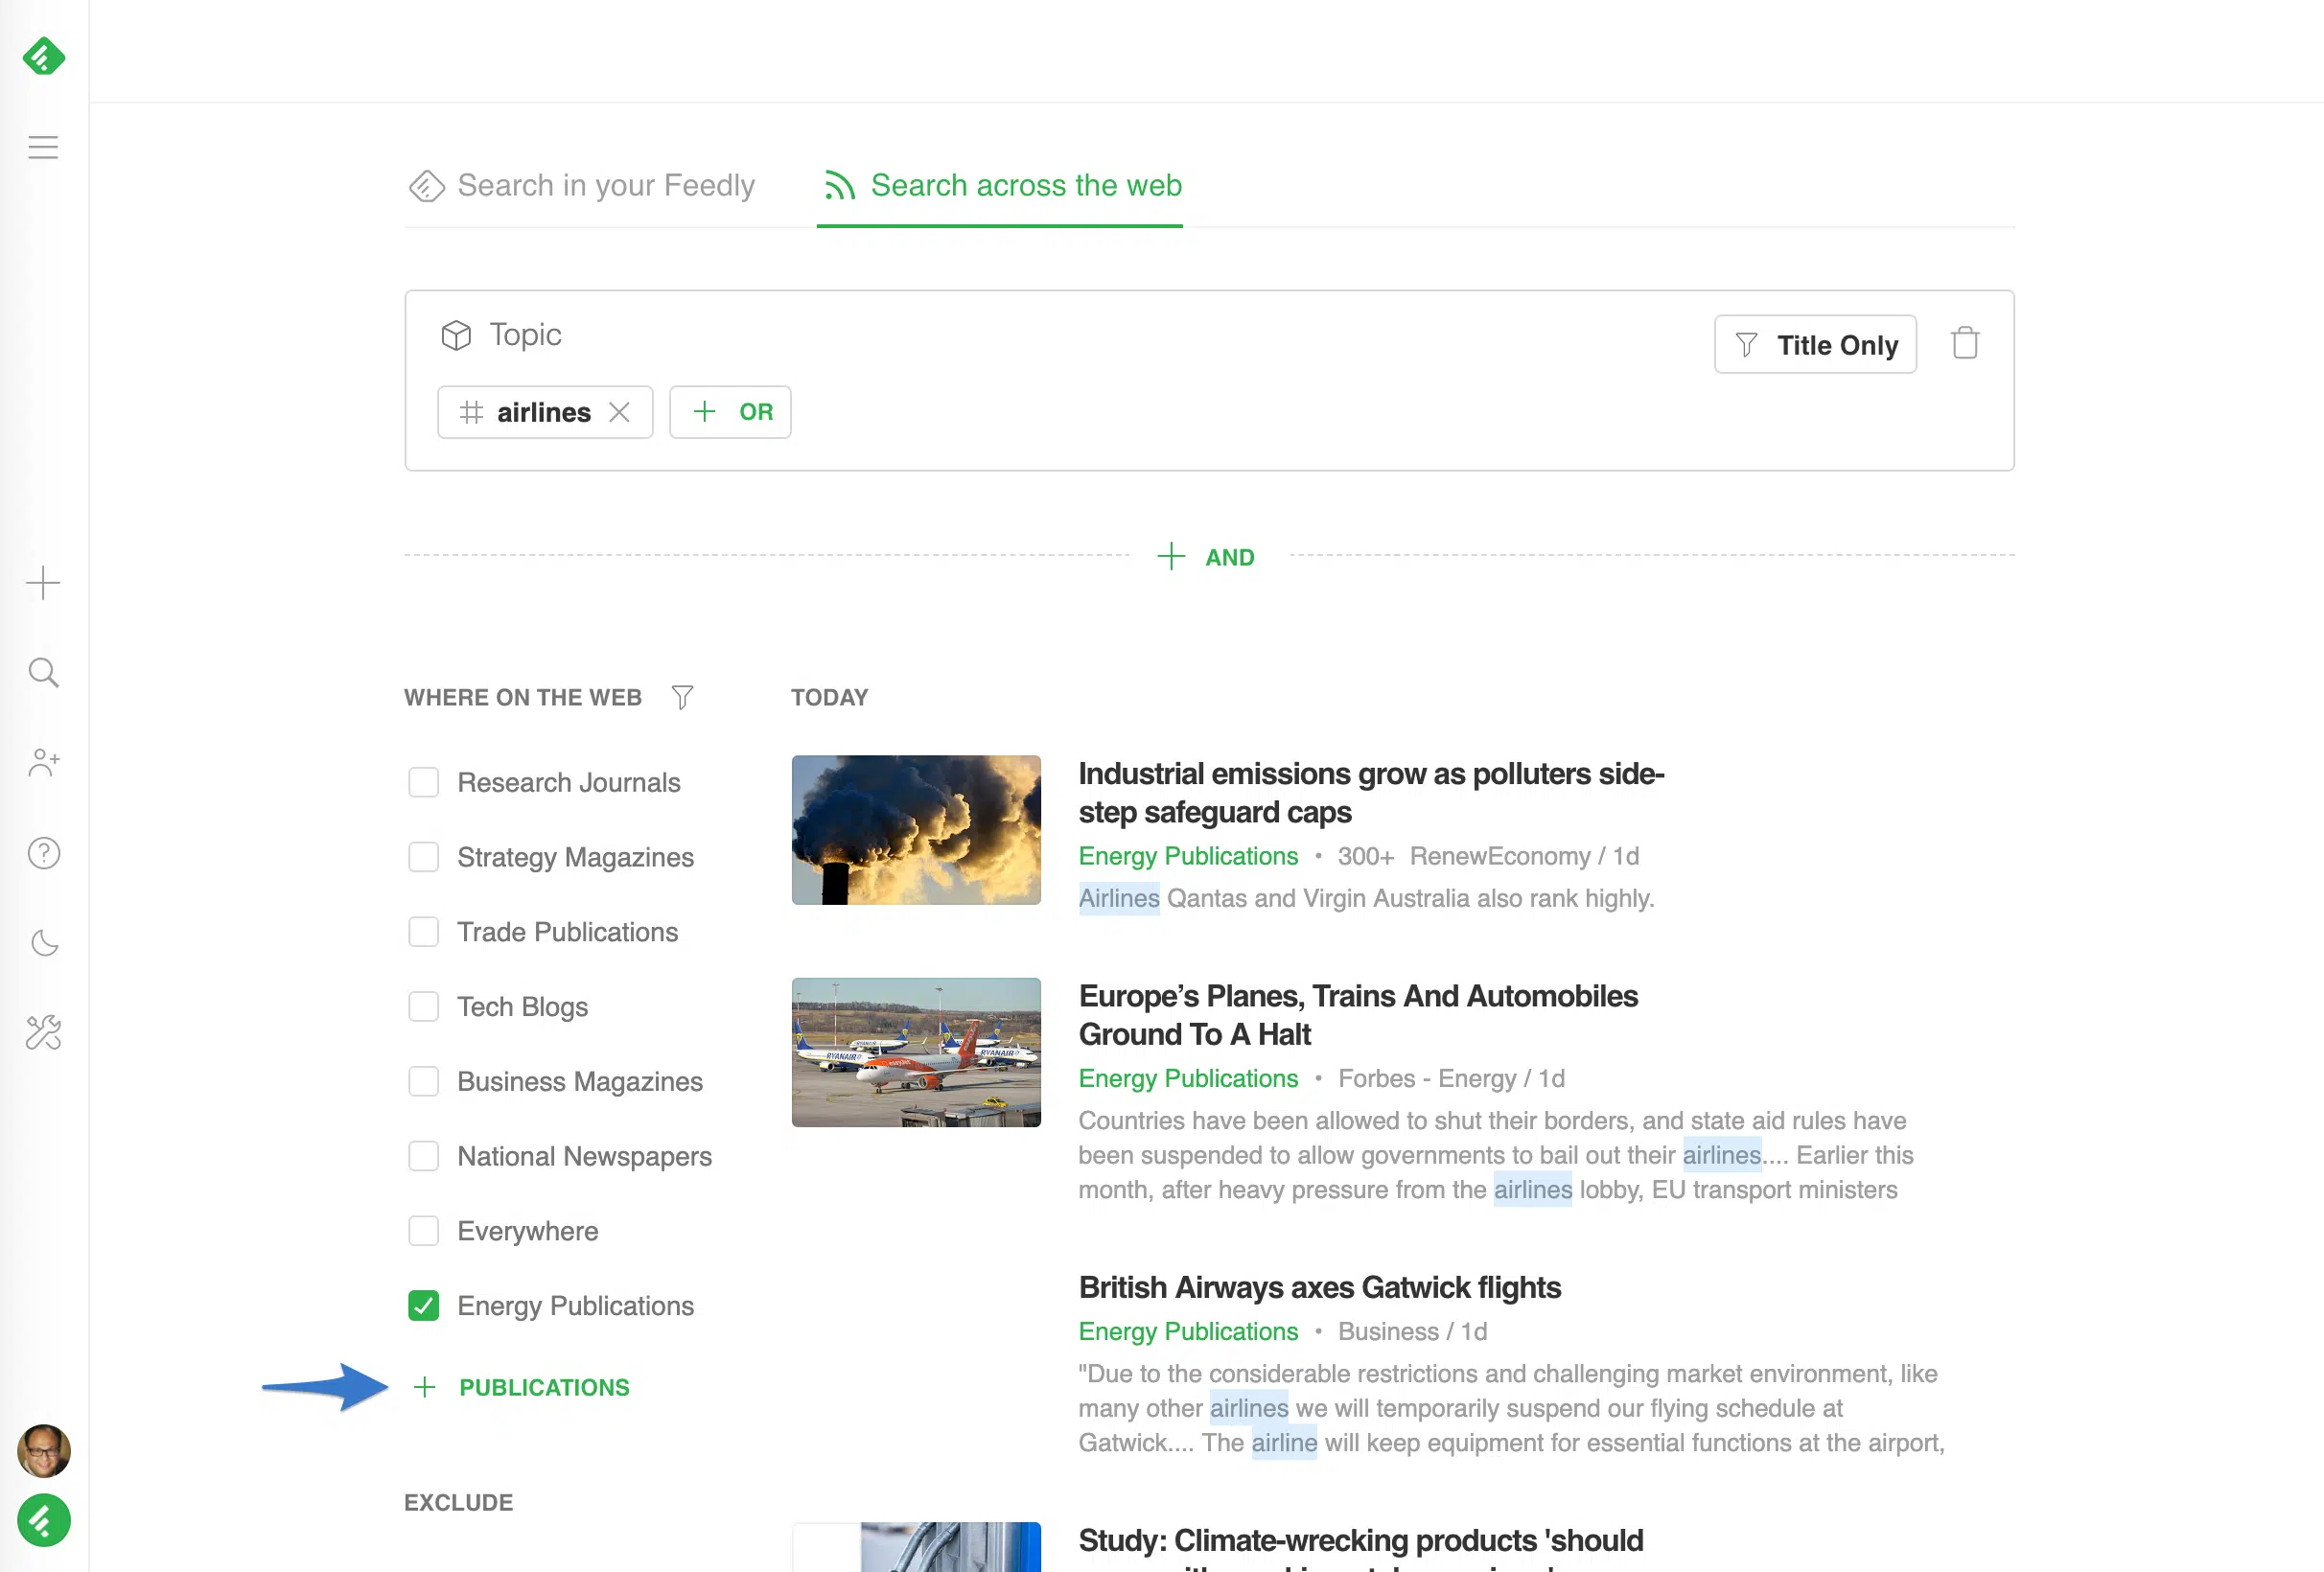 Search in your Feedly
Search across the web
Topic
Title Only
# airlines
+ OR
+ AND
WHERE ON THE WEB
Research Journals
Strategy Magazines
Trade Publications
Tech Blogs
Business Magazines
National Newspapers
Everywhere
Energy Publications
+ PUBLICATIONS
EXCLUDE
TODAY
Industrial emissions grow as polluters side-
step safeguard caps
Energy Publications • 300+ RenewEconomy / 1d
Airlines Qantas and Virgin Australia also rank highly.
RYANAIR
RYANAIR
Europe’s Planes, Trains And Automobiles
Ground To A Halt
Energy Publications • Forbes - Energy / 1d
Countries have been allowed to shut their borders, and state aid rules have
been suspended to allow governments to bail out their airlines.... Earlier this
month, after heavy pressure from the airlines lobby, EU transport ministers
British Airways axes Gatwick flights
Energy Publications • Business / 1d
"Due to the considerable restrictions and challenging market environment, like
many other airlines we will temporarily suspend our flying schedule at
Gatwick.... The airline will keep equipment for essential functions at the airport,
Study: Climate-wrecking products 'should